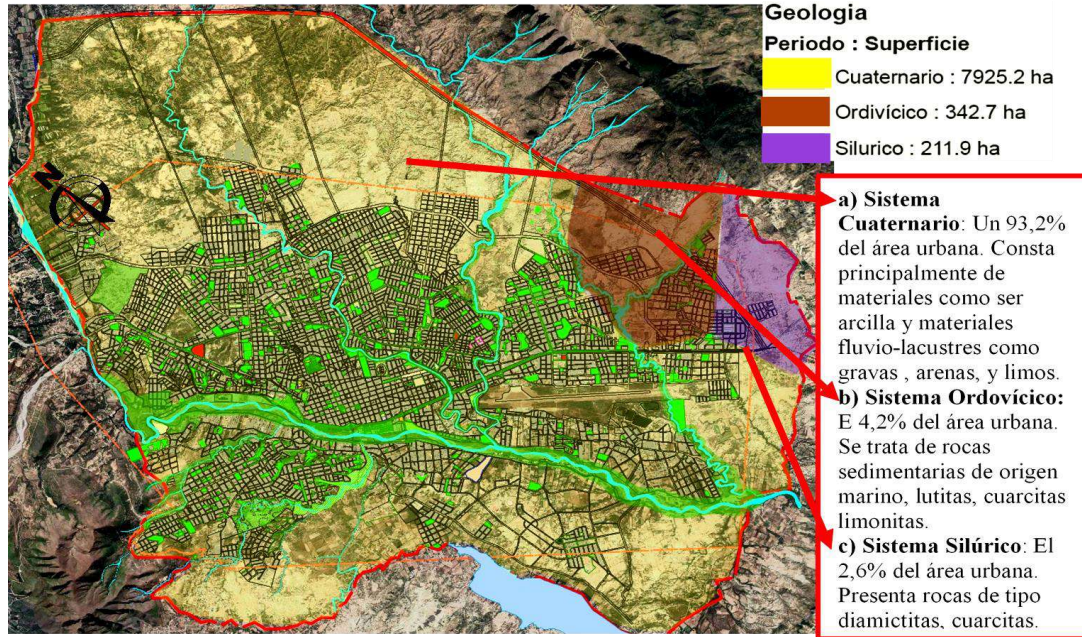 Geologia
Periodo : Superficie
Cuaternario : 7925.2 ha
Ordivícico : 342.7 ha
Silurico : 211.9 ha
N
a) Sistema
Cuaternario: Un 93,2%
del área urbana. Consta
principalmente de
materiales como ser
arcilla y materiales
fluvio-lacustres como
gravas , arenas, y limos.
b) Sistema Ordovícico:
E 4,2% del área urbana.
Se trata de rocas
sedimentarias de origen
marino, lutitas, cuarcitas
limonitas.
c) Sistema Silúrico: El
2,6% del área urbana.
Presenta rocas de tipo
diamictitas, cuarcitas.